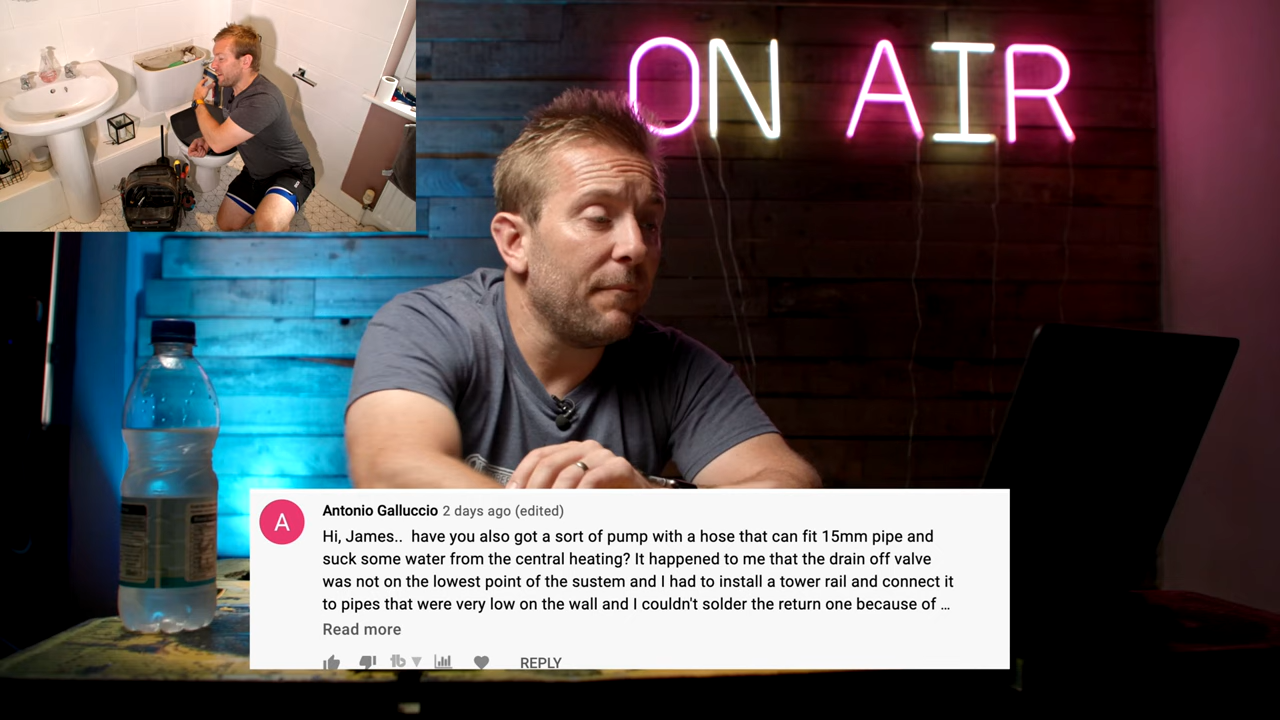 ON AIR
Antonio Galluccio 2 days ago (edited)
Hi, James..  have you also got a sort of pump with a hose that can fit 15mm pipe and
suck some water from the central heating? It happened to me that the drain off valve
was not on the lowest point of the sustem and I had to install a tower rail and connect it
to pipes that were very low on the wall and I couldn't solder the return one because of ...
Read more
REPLY